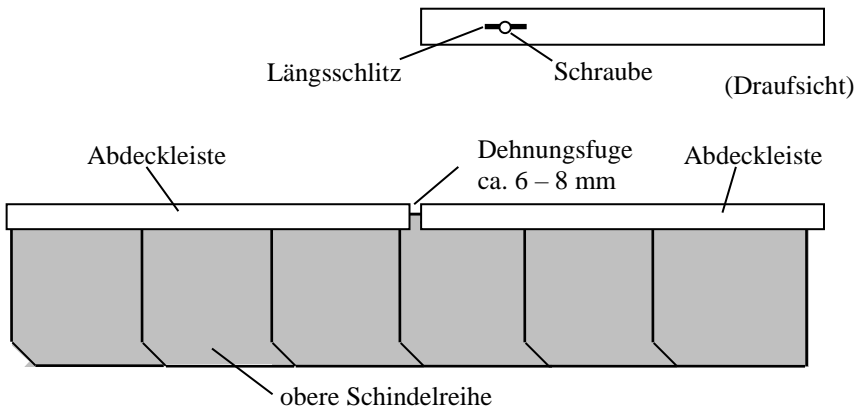 Längsschlitz
Schraube
(Draufsicht)
Abdeckleiste
Dehnungsfuge
ca. 6 – 8 mm
Abdeckleiste
obere Schindelreihe